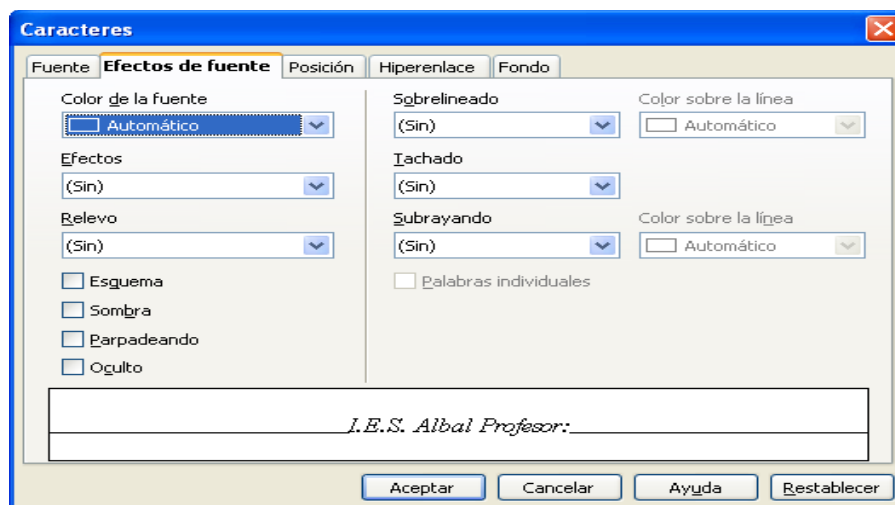 Caracteres
Fuente Efectos de fuente Posición Hiperenlace Fondo
Color de la fuente
Automático
Efectos
(Sin)
Relevo
(Sin)
Esquema
Sombra
Parpadeando
Oculto
Sobrelineado
(Sin)
Color sobre la línea
Automático
Tachado
(Sin)
Subrayando
(Sin)
Color sobre la línea
Automático
Palabras individuales
I.E.S. Albal Profesor:
Aceptar Cancelar Ayuda Restablecer